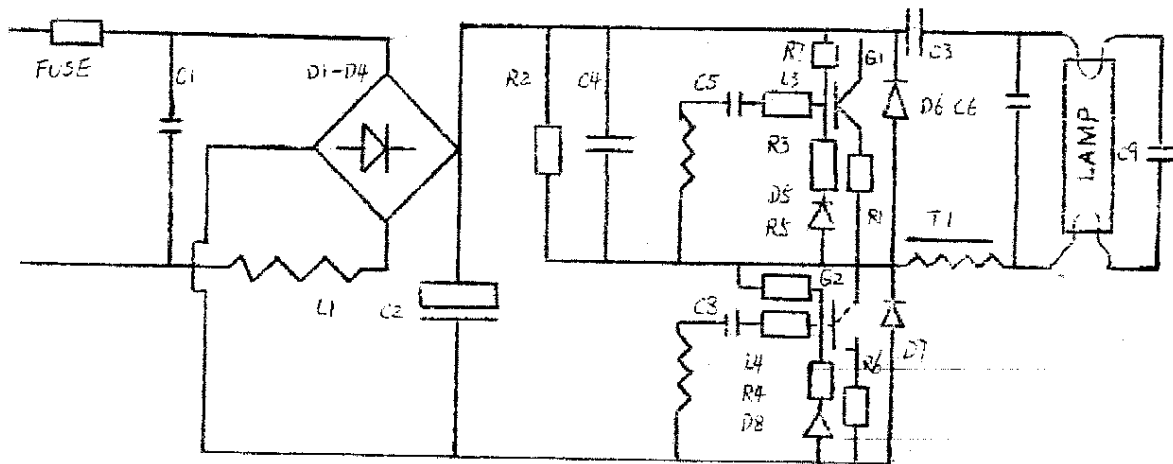 FUSE
C1
D1-D4
R2
C4
C5
R7
L3
G1
C3
R3
D6 C6
LAMP
C9
D5
R5
R1
T1
L1
C2
G2
C8
L4
R6
D7
R4
D8